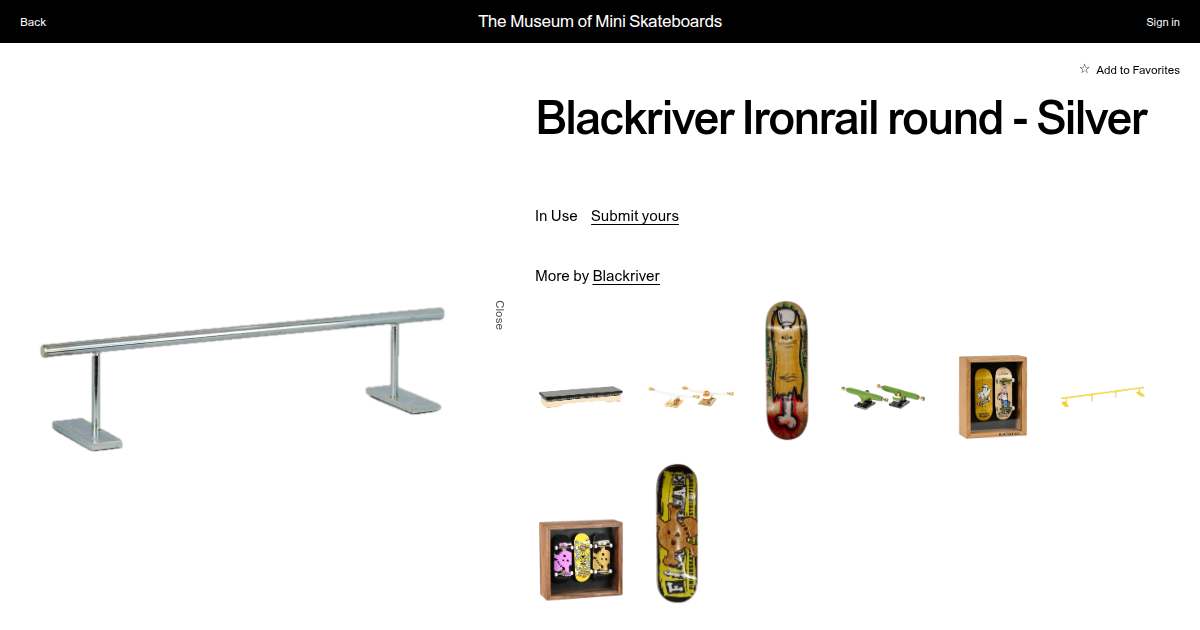 Back
The Museum of Mini Skateboards
Sign in
☆ Add to Favorites
Blackriver Ironrail round - Silver
In Use Submit yours
More by Blackriver
Close